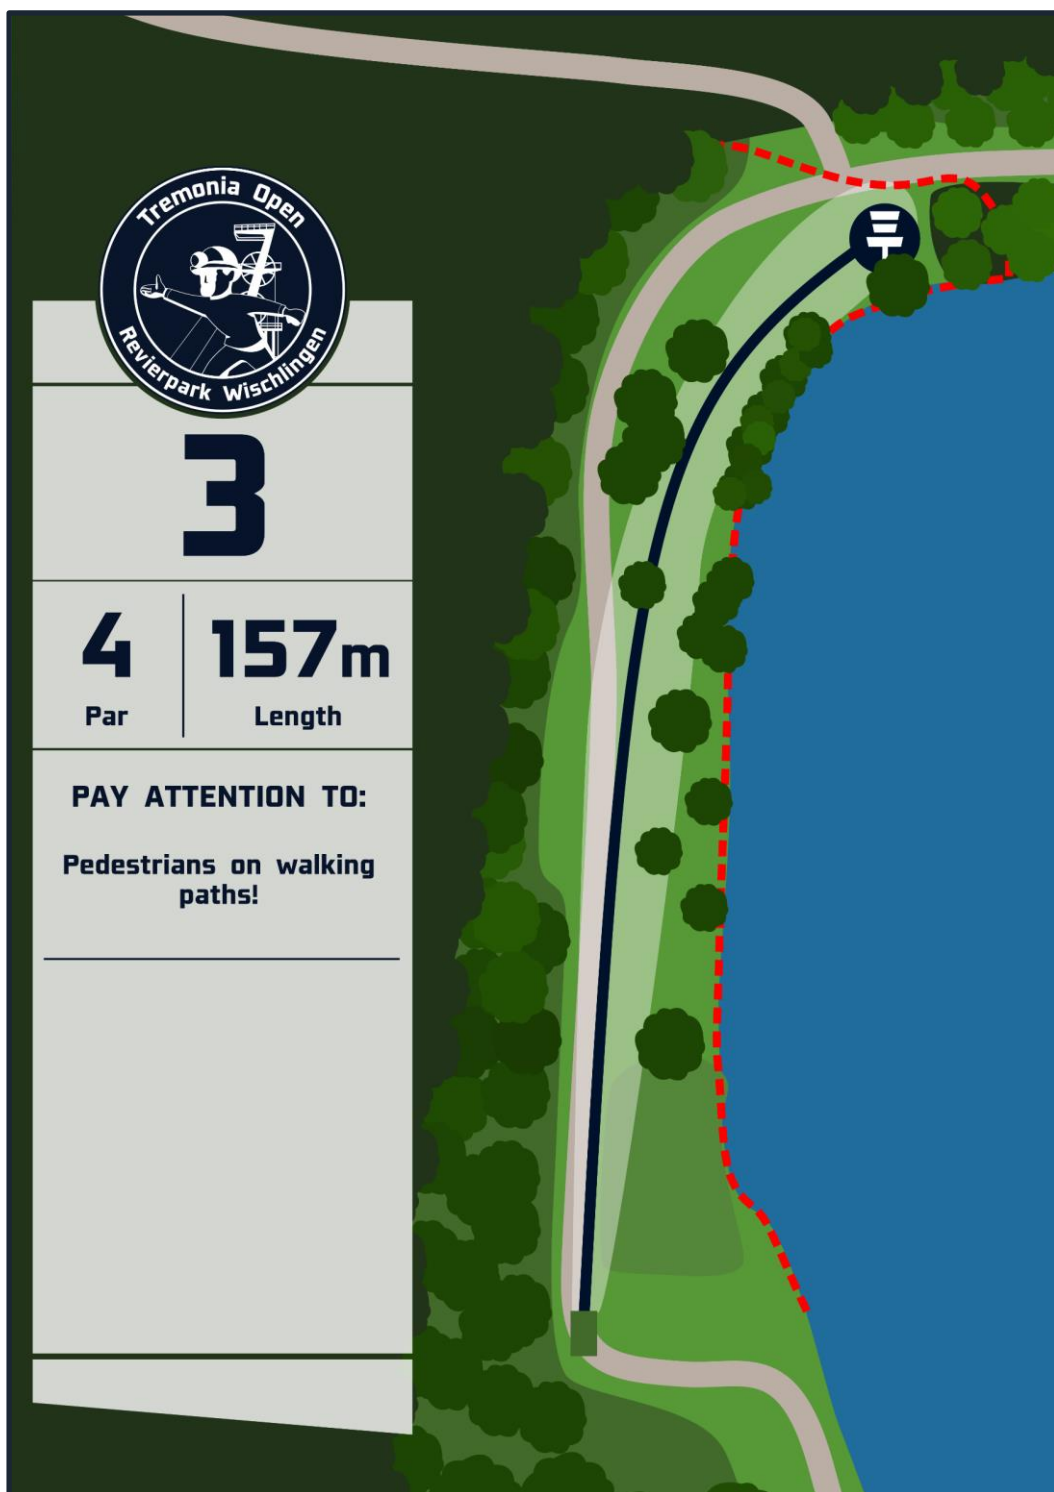 Tremonia Open
Revierpark Wischlingen
3
4
Par
157m
Length
PAY ATTENTION TO:
Pedestrians on walking
paths!